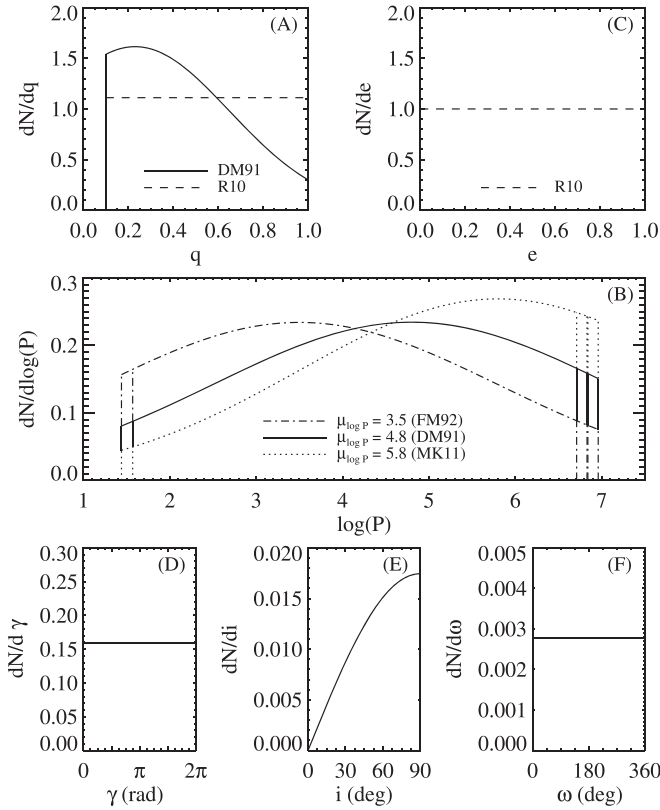 (A)
dN/dq
2.0
1.5
1.0
0.5
0.0
DM91
R10
0.0 0.2 0.4 0.6 0.8 1.0
q
(C)
dN/de
2.0
1.5
1.0
0.5
0.0
R10
0.0 0.2 0.4 0.6 0.8 1.0
e
(B)
dN/dlog(P)
0.3
0.2
0.1
0.0
μlog P = 3.5 (FM92)
μlog P = 4.8 (DM91)
μlog P = 5.8 (MK11)
1 2 3 4 5 6 7
log(P)
(D)
dN/d γ
0.30
0.25
0.20
0.15
0.10
0.05
0.00
0 π 2π
γ (rad)
(E)
dN/di
0.020
0.015
0.010
0.005
0.000
0 30 60 90
i (deg)
(F)
dN/dω
0.005
0.004
0.003
0.002
0.001
0.000
0 180 360
ω (deg)